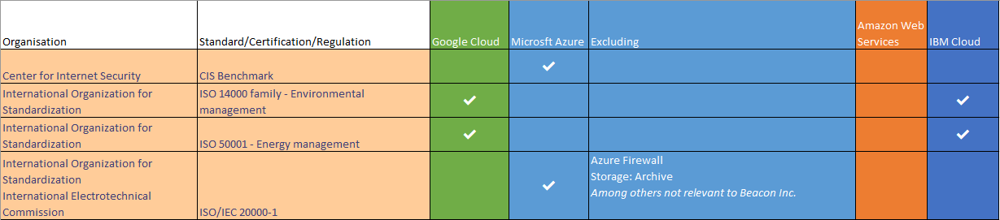 Organisation
Standard/Certification/Regulation
Google Cloud
Microsft Azure
Excluding
Amazon Web
Services
IBM Cloud
Center for Internet Security
CIS Benchmark
International Organization for
Standardization
ISO 14000 family - Environmental
management
International Organization for
Standardization
ISO 50001 - Energy management
International Organization for
Standardization
International Electrotechnical
Commission
ISO/IEC 20000-1
Azure Firewall
Storage: Archive
Among others not relevant to Beacon Inc.